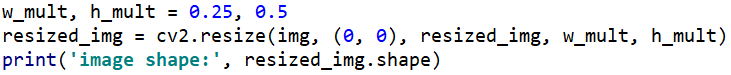 w_mult, h_mult = 0.25, 0.5
resized_img = cv2.resize(img, (0, 0), resized_img, w_mult, h_mult)
print('image shape:', resized_img.shape)